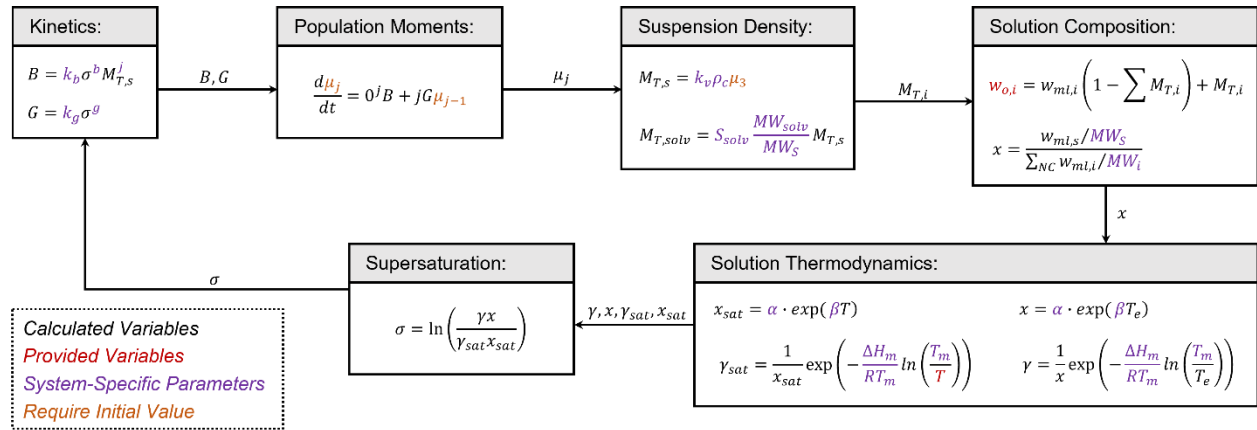 Kinetics:
B = k_b σ^b M_{T,s}^j
G = k_g σ^g
B, G
Population Moments:
dμ_j/dt = 0^j B + jGμ_{j−1}
μ_j
Suspension Density:
M_{T,s} = k_v ρ_c μ_3
M_{T,solv} = S_{solv} (MW_{solv}/MW_S) M_{T,s}
M_{T,i}
Solution Composition:
w_{o,i} = w_{ml,i} (1 − ∑ M_{T,i}) + M_{T,i}
x = (w_{ml,s}/MW_S)/(∑_{NC} w_{ml,i}/MW_i)
x
Solution Thermodynamics:
x_{sat} = α · exp(βT)
x = α · exp(βT_e)
γ_{sat} = (1/x_{sat}) exp(−(ΔH_m/RT_m) ln(T_m/T))
γ = (1/x) exp(−(ΔH_m/RT_m) ln(T_m/T_e))
γ, x, γ_{sat}, x_{sat}
Supersaturation:
σ = ln(γx/(γ_{sat} x_{sat}))
σ
Calculated Variables
Provided Variables
System-Specific Parameters
Require Initial Value